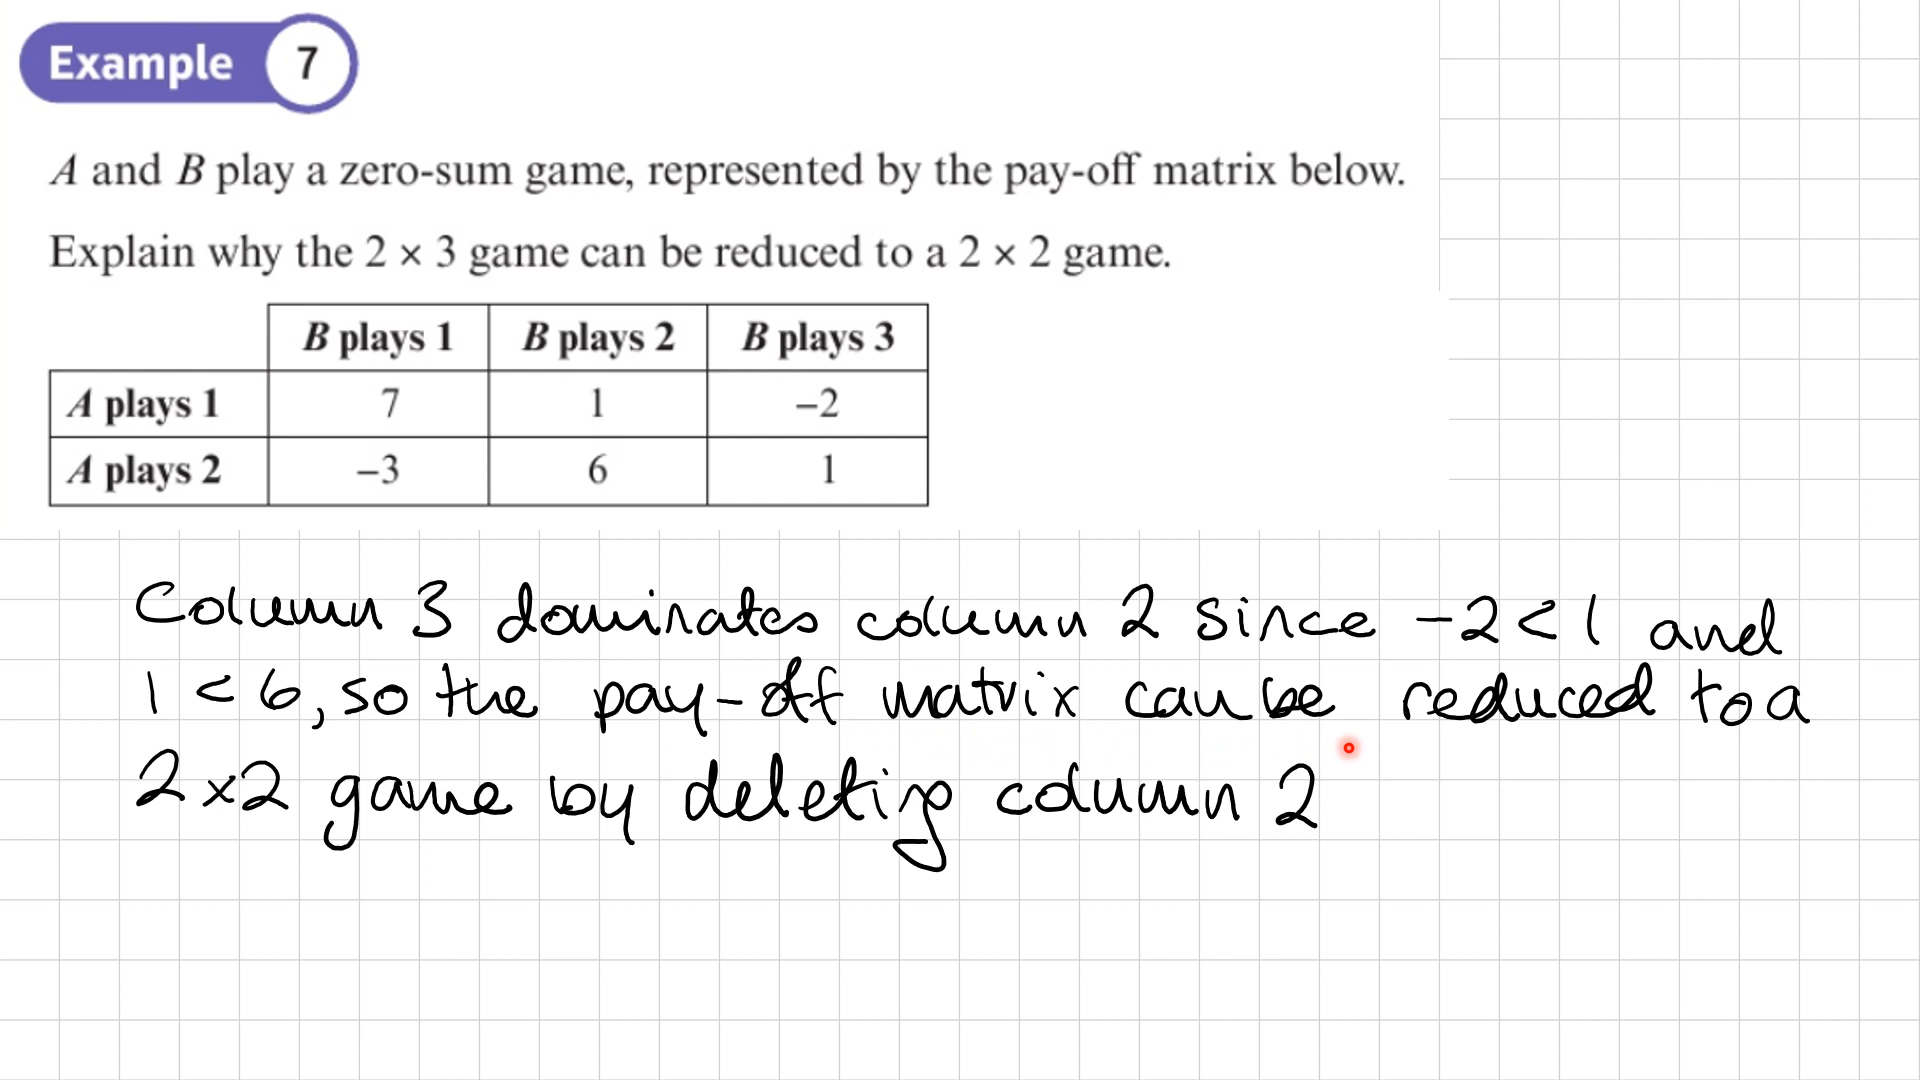 Example 7
A and B play a zero-sum game, represented by the pay-off matrix below.
Explain why the 2 × 3 game can be reduced to a 2 × 2 game.
B plays 1 B plays 2 B plays 3
A plays 1 7 1 −2
A plays 2 −3 6 1
Column 3 dominates column 2 since -2 < 1 and
1 < 6, so the pay-off matrix can be reduced to a
2×2 game by deleting column 2